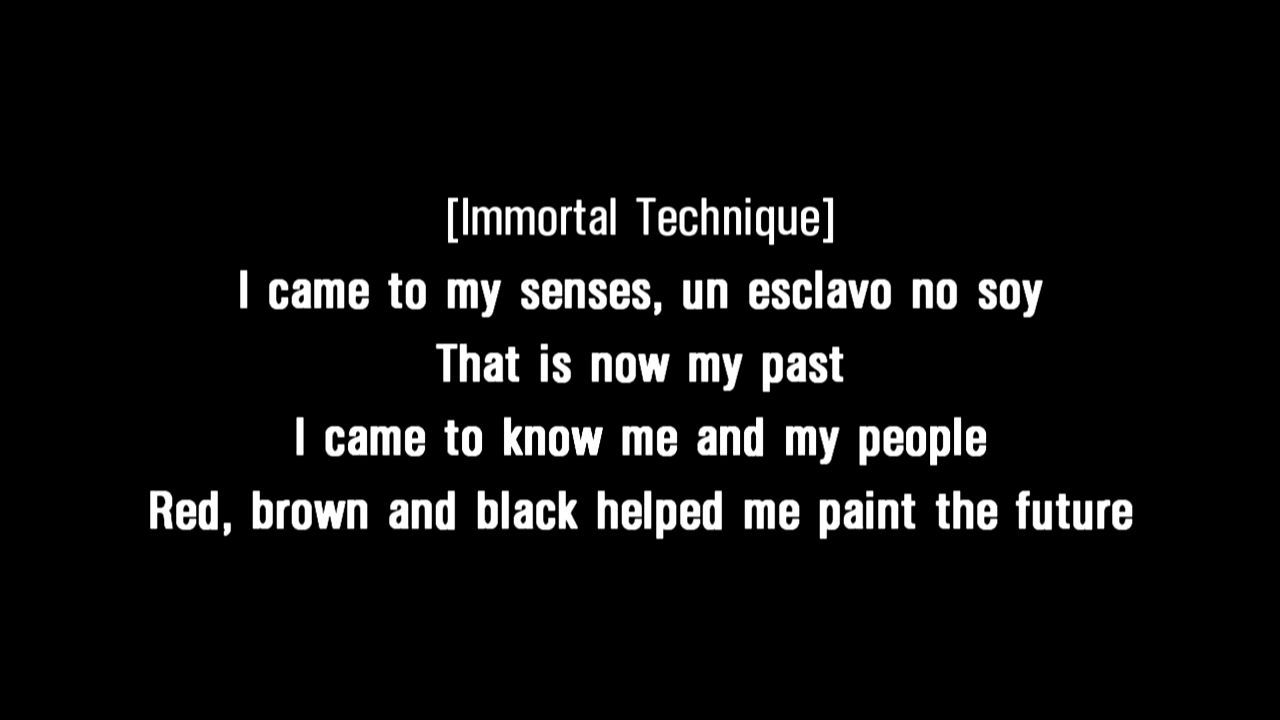 [Immortal Technique]
I came to my senses, un esclavo no soy
That is now my past
I came to know me and my people
Red, brown and black helped me paint the future